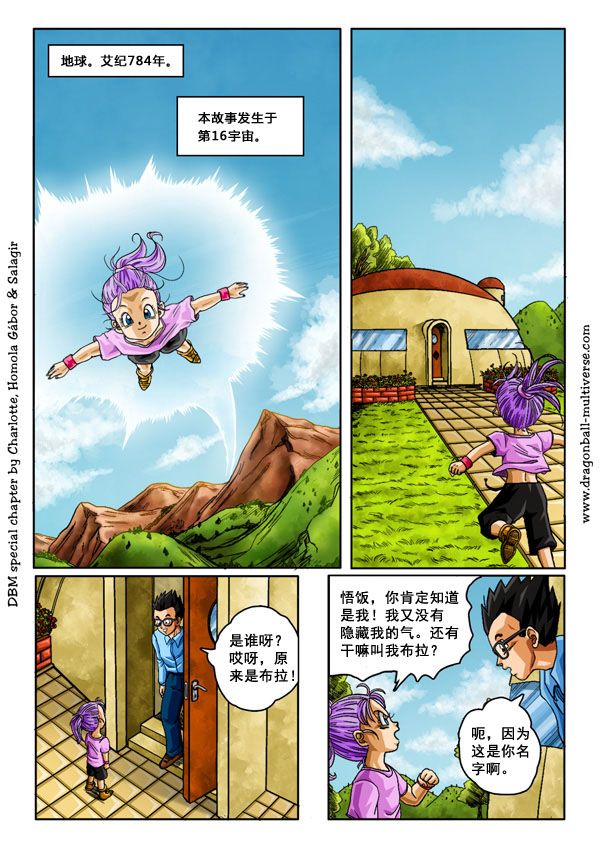 地球。艾纪784年。
本故事发生于
第16宇宙。
是谁呀?
哎呀,原
来是布拉!
悟饭,你肯定知道
是我!我又没有
隐藏我的气。还有
干嘛叫我布拉?
呃,因为
这是你名
字啊。
DBM special chapter by Charlotte, Homola Gábor & Salagir
www.dragonball-multiverse.com